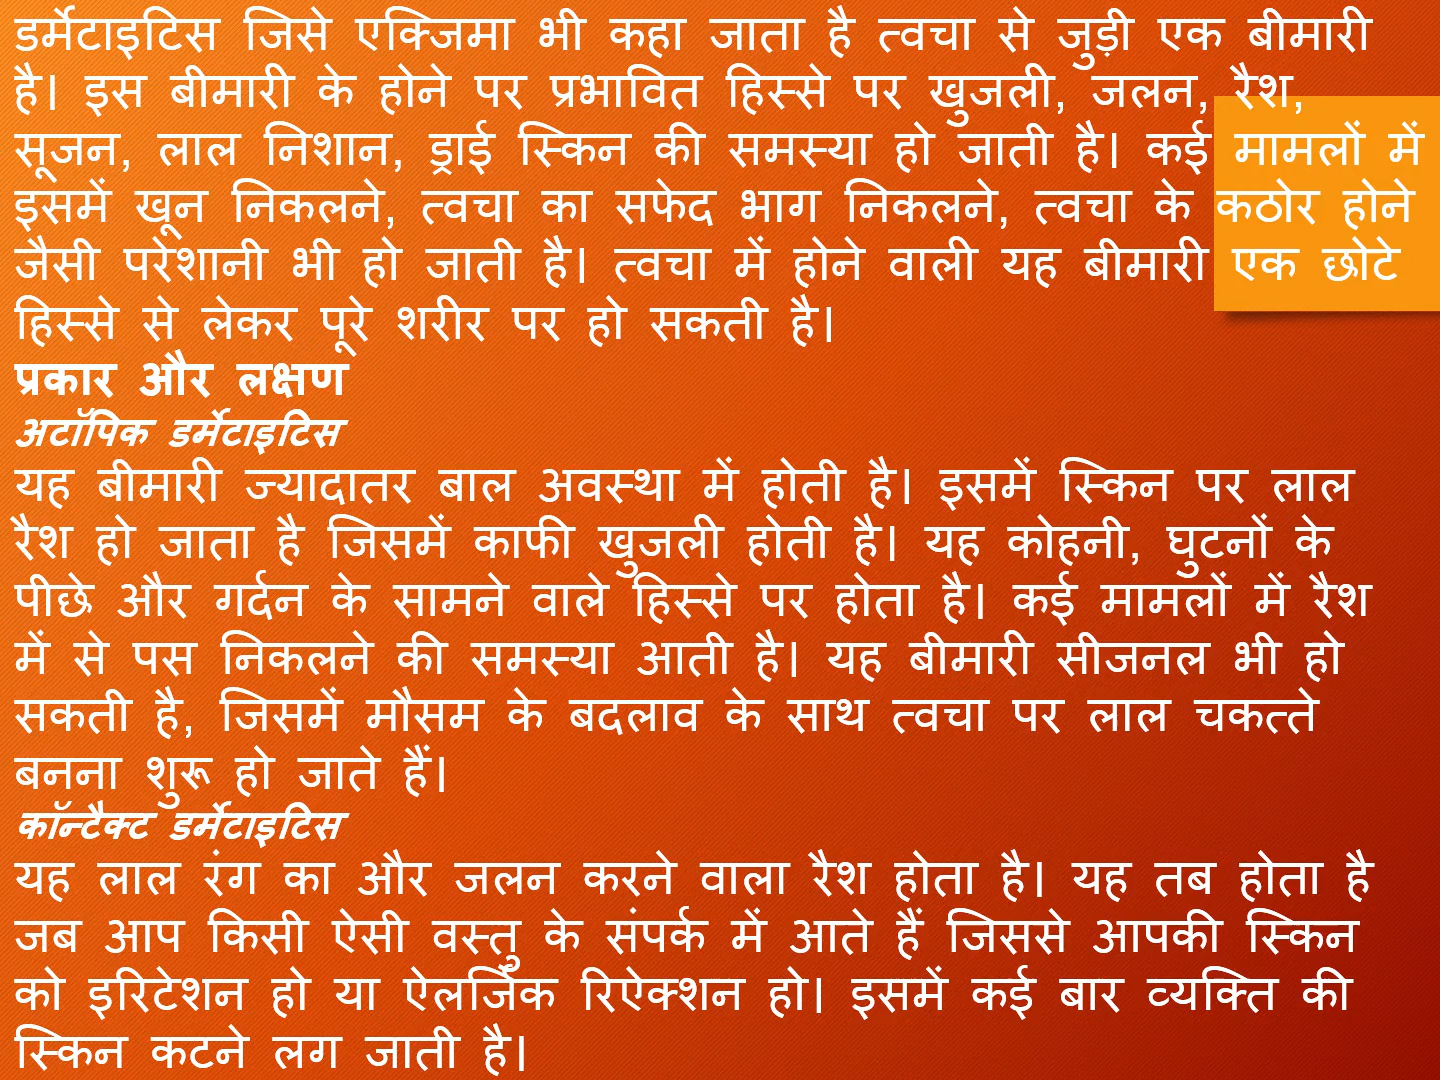 डर्मेटाइटिस जिसे एक्जिमा भी कहा जाता है त्वचा से जुड़ी एक बीमारी
है। इस बीमारी के होने पर प्रभावित हिस्से पर खुजली, जलन, रैश,
सूजन, लाल निशान, ड्राई स्किन की समस्या हो जाती है। कई मामलों में
इसमें खून निकलने, त्वचा का सफेद भाग निकलने, त्वचा के कठोर होने
जैसी परेशानी भी हो जाती है। त्वचा में होने वाली यह बीमारी एक छोटे
हिस्से से लेकर पूरे शरीर पर हो सकती है।
प्रकार और लक्षण
अटॉपिक डर्मेटाइटिस
यह बीमारी ज्यादातर बाल अवस्था में होती है। इसमें स्किन पर लाल
रैश हो जाता है जिसमें काफी खुजली होती है। यह कोहनी, घुटनों के
पीछे और गर्दन के सामने वाले हिस्से पर होता है। कई मामलों में रैश
में से पस निकलने की समस्या आती है। यह बीमारी सीजनल भी हो
सकती है, जिसमें मौसम के बदलाव के साथ त्वचा पर लाल चकत्ते
बनना शुरू हो जाते हैं।
कॉन्टैक्ट डर्मेटाइटिस
यह लाल रंग का और जलन करने वाला रैश होता है। यह तब होता है
जब आप किसी ऐसी वस्तु के संपर्क में आते हैं जिससे आपकी स्किन
को इरिटेशन हो या ऐलर्जिक रिऐक्शन हो। इसमें कई बार व्यक्ति की
स्किन कटने लग जाती है।